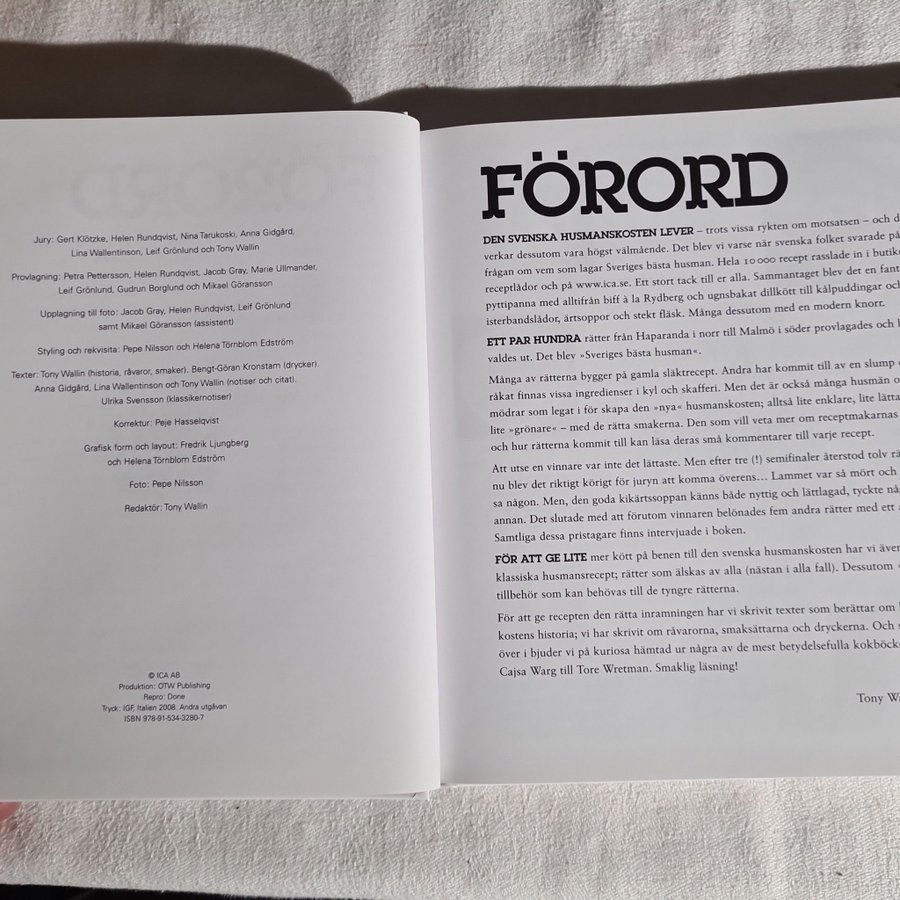 Jury: Gert Klötzke, Helen Rundqvist, Nina Tarukoski, Anna Gidgård,
Lina Wallentinson, Leif Grönlund och Tony Wallin
Provlagning: Petra Pettersson, Helen Rundqvist, Jacob Gray, Marie Ullmander,
Leif Grönlund, Gudrun Borglund och Mikael Göransson
Upplagning till foto: Jacob Gray, Helen Rundqvist, Leif Grönlund
samt Mikael Göransson (assistent)
Styling och rekvisita: Pepe Nilsson och Helena Törnblom Edström
Texter: Tony Wallin (historia, råvaror, smaker). Bengt-Göran Kronstam (drycker).
Anna Gidgård, Lina Wallentinson och Tony Wallin (notiser och citat).
Ulrika Svensson (klassikernotiser)
Korrektur: Peje Hasselqvist
Grafisk form och layout: Fredrik Ljungberg
och Helena Törnblom Edström
Foto: Pepe Nilsson
Redaktör: Tony Wallin
© ICA AB
Produktion: OTW Publishing
Repro: Done
Tryck: IGF, Italien 2008. Andra utgåvan
ISBN 978-91-534-3280-7
FÖRORD
DEN SVENSKA HUSMANSKOSTEN LEVER – trots vissa rykten om motsatsen – och d
verkar dessutom vara högst välmående. Det blev vi varse när svenska folket svarade på
frågan om vem som lagar Sveriges bästa husman. Hela 10 000 recept rasslade in i butike
receptlådor och på www.ica.se. Ett stort tack till er alla. Sammantaget blev det en fant
pyttipanna med alltifrån biff à la Rydberg och ugnsbakat dillkött till kålpuddingar och
isterbandslådor, ärtsoppor och stekt fläsk. Många dessutom med en modern knorr.
ETT PAR HUNDRA rätter från Haparanda i norr till Malmö i söder provlagades och
valdes ut. Det blev »Sveriges bästa husman«.
Många av rätterna bygger på gamla släktrecept. Andra har kommit till av en slump
råkat finnas vissa ingredienser i kyl och skafferi. Men det är också många husmän o
mödrar som legat i för skapa den »nya« husmanskosten; alltså lite enklare, lite lätta
lite »grönare« – med de rätta smakerna. Den som vill veta mer om receptmakarnas
och hur rätterna kommit till kan läsa deras små kommentarer till varje recept.
Att utse en vinnare var inte det lättaste. Men efter tre (!) semifinaler återstod tolv rä
nu blev det riktigt körigt för juryn att komma överens… Lammet var så mört och
sa någon. Men, den goda kikärtssoppan känns både nyttig och lättlagad, tyckte någ
annan. Det slutade med att förutom vinnaren belönades fem andra rätter med ett
Samtliga dessa pristagare finns intervjuade i boken.
FÖR ATT GE LITE mer kött på benen till den svenska husmanskosten har vi även
klassiska husmansrecept; rätter som älskas av alla (nästan i alla fall). Dessutom
tillbehör som kan behövas till de tyngre rätterna.
För att ge recepten den rätta inramningen har vi skrivit texter som berättar om
kostens historia; vi har skrivit om råvarorna, smaksättarna och dryckerna. Och s
över i bjuder vi på kuriosa hämtad ur några av de mest betydelsefulla kokböcke
Cajsa Warg till Tore Wretman. Smaklig läsning!
Tony Wa